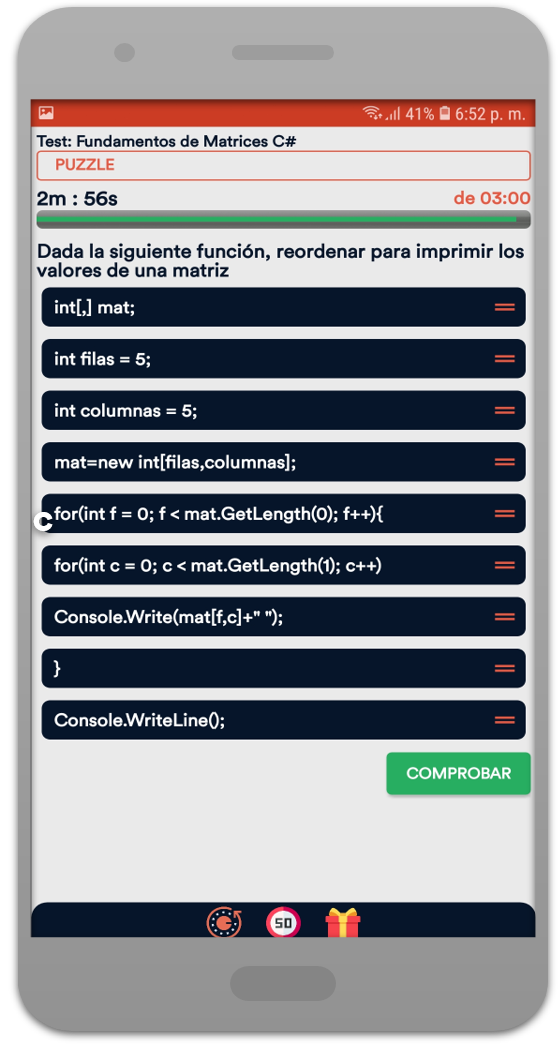 41% 6:52 p. m.
Test: Fundamentos de Matrices C#
PUZZLE
2m : 56s de 03:00
Dada la siguiente función, reordenar para imprimir los
valores de una matriz
int[,] mat;
int filas = 5;
int columnas = 5;
mat=new int[filas,columnas];
c for(int f = 0; f < mat.GetLength(0); f++){
for(int c = 0; c < mat.GetLength(1); c++)
Console.Write(mat[f,c]+" ");
}
Console.WriteLine();
COMPROBAR
50